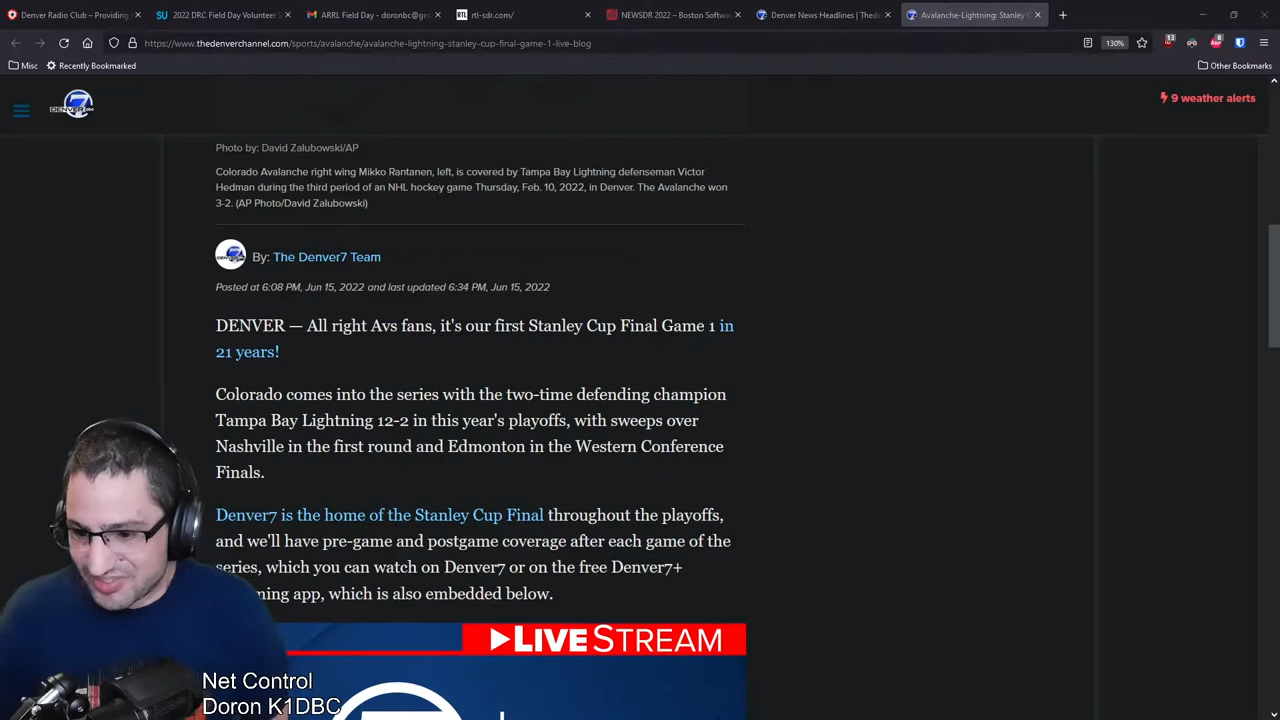 Denver Radio Club – Providing
2022 DRC Field Day Volunteer
ARRL Field Day - doronbc@gm
RTL rtl-sdr.com/
NEWSDR 2022 – Boston Softwa
Denver News Headlines | Thede
Avalanche-Lightning: Stanley C
https://www.thedenverchannel.com/sports/avalanche/avalanche-lightning-stanley-cup-final-game-1-live-blog
130%
Misc
Recently Bookmarked
Other Bookmarks
DENVER 7
9 weather alerts
Photo by: David Zalubowski/AP
Colorado Avalanche right wing Mikko Rantanen, left, is covered by Tampa Bay Lightning defenseman Victor
Hedman during the third period of an NHL hockey game Thursday, Feb. 10, 2022, in Denver. The Avalanche won
3-2. (AP Photo/David Zalubowski)
By: The Denver7 Team
Posted at 6:08 PM, Jun 15, 2022 and last updated 6:34 PM, Jun 15, 2022
DENVER — All right Avs fans, it's our first Stanley Cup Final Game 1 in
21 years!
Colorado comes into the series with the two-time defending champion
Tampa Bay Lightning 12-2 in this year's playoffs, with sweeps over
Nashville in the first round and Edmonton in the Western Conference
Finals.
Denver7 is the home of the Stanley Cup Final throughout the playoffs,
and we'll have pre-game and postgame coverage after each game of the
series, which you can watch on Denver7 or on the free Denver7+
ming app, which is also embedded below.
LIVESTREAM
Net Control
Doron K1DBC